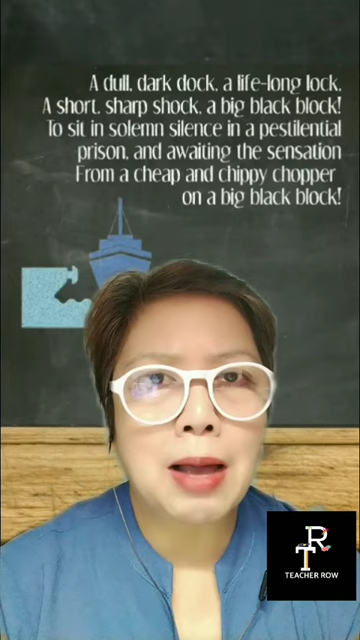 A dull, dark dock, a life-long lock,
A short, sharp shock, a big black block!
To sit in solemn silence in a pestilential
prison, and awaiting the sensation
From a cheap and chippy chopper
on a big black block!
TR
TEACHER ROW